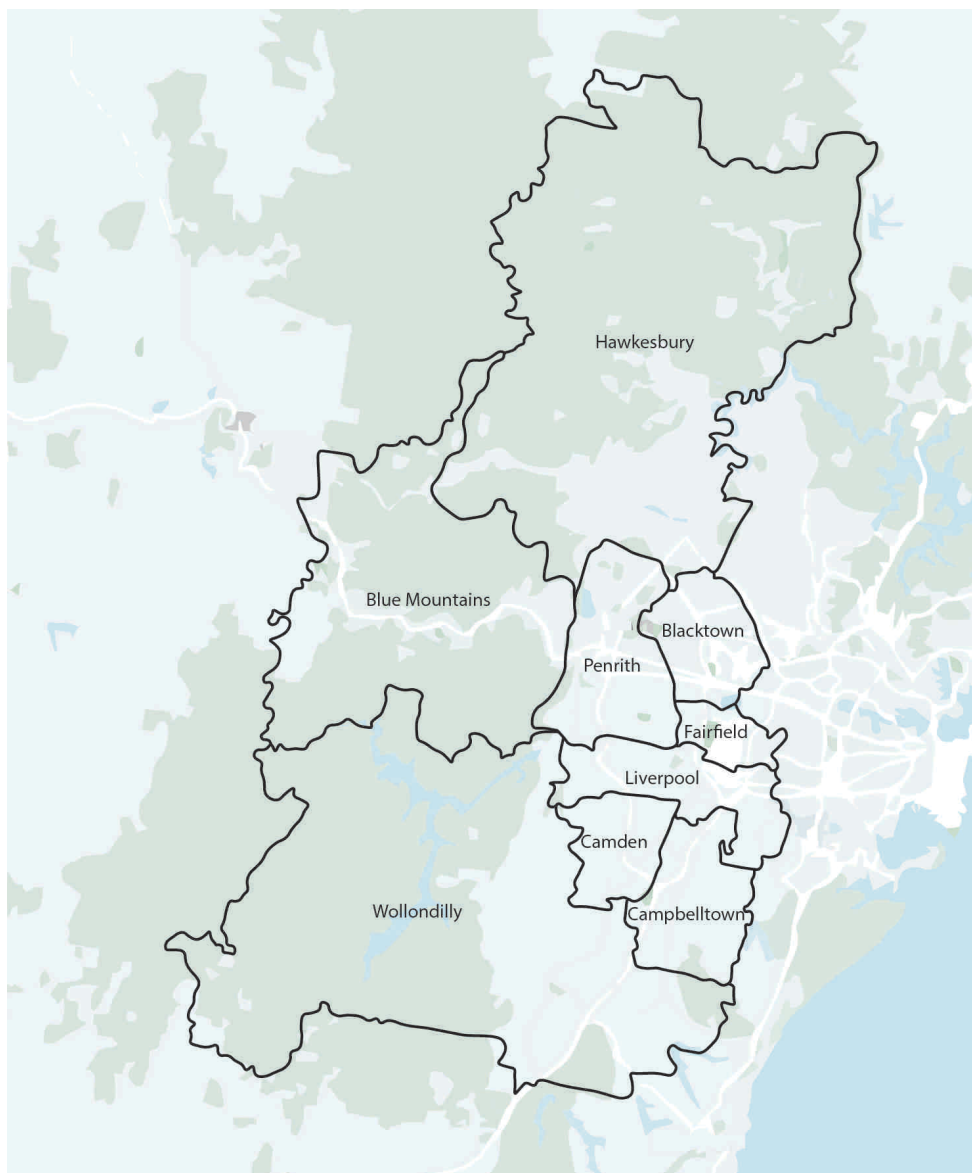 Hawkesbury
Blue Mountains
Blacktown
Penrith
Fairfield
Liverpool
Camden
Wollondilly
Campbelltown